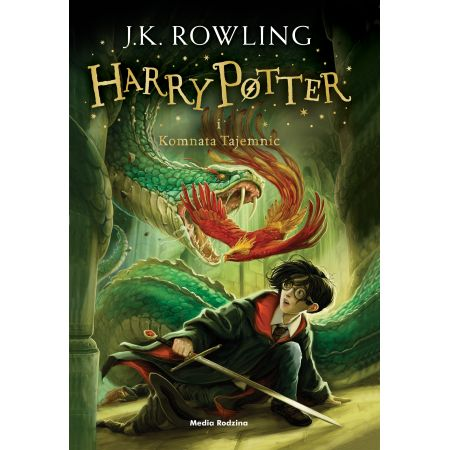 J.K. ROWLING
HARRY POTTER
i
Komnata Tajemnic
Media Rodzina